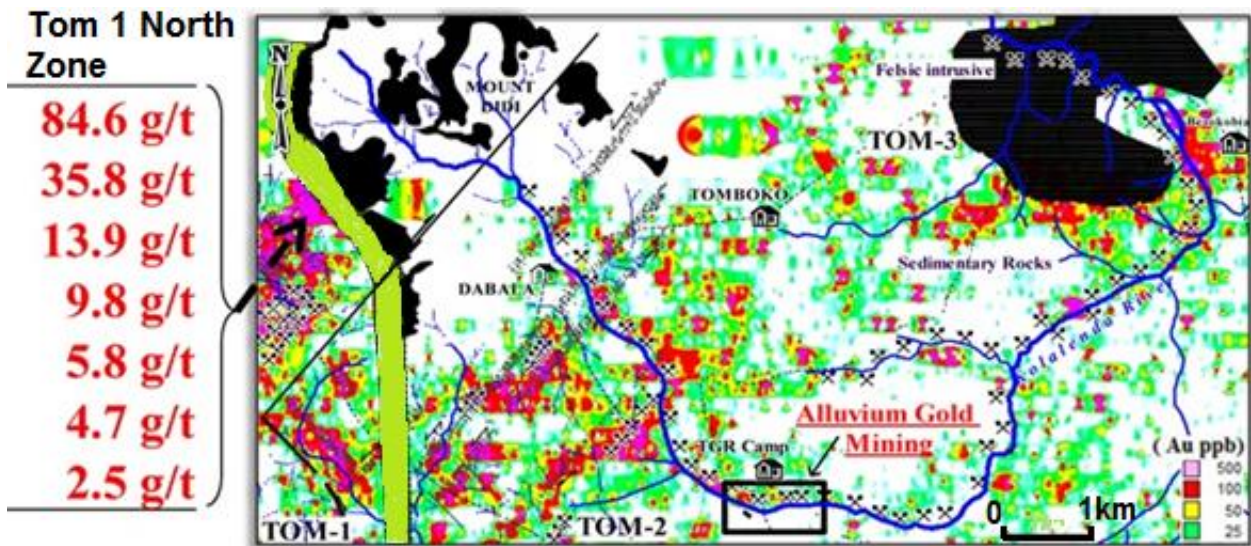 Tom 1 North
Zone
84.6 g/t
35.8 g/t
13.9 g/t
9.8 g/t
5.8 g/t
4.7 g/t
2.5 g/t
N
MOUNT
DIDI
Felsic intrusive
TOM-3
TOMBOKO
Sedimentary Rocks
DABALA
River
Alluvium Gold
Mining
TGR Camp
( Au ppb)
500
100
50
25
0 1km
TOM-1
TOM-2